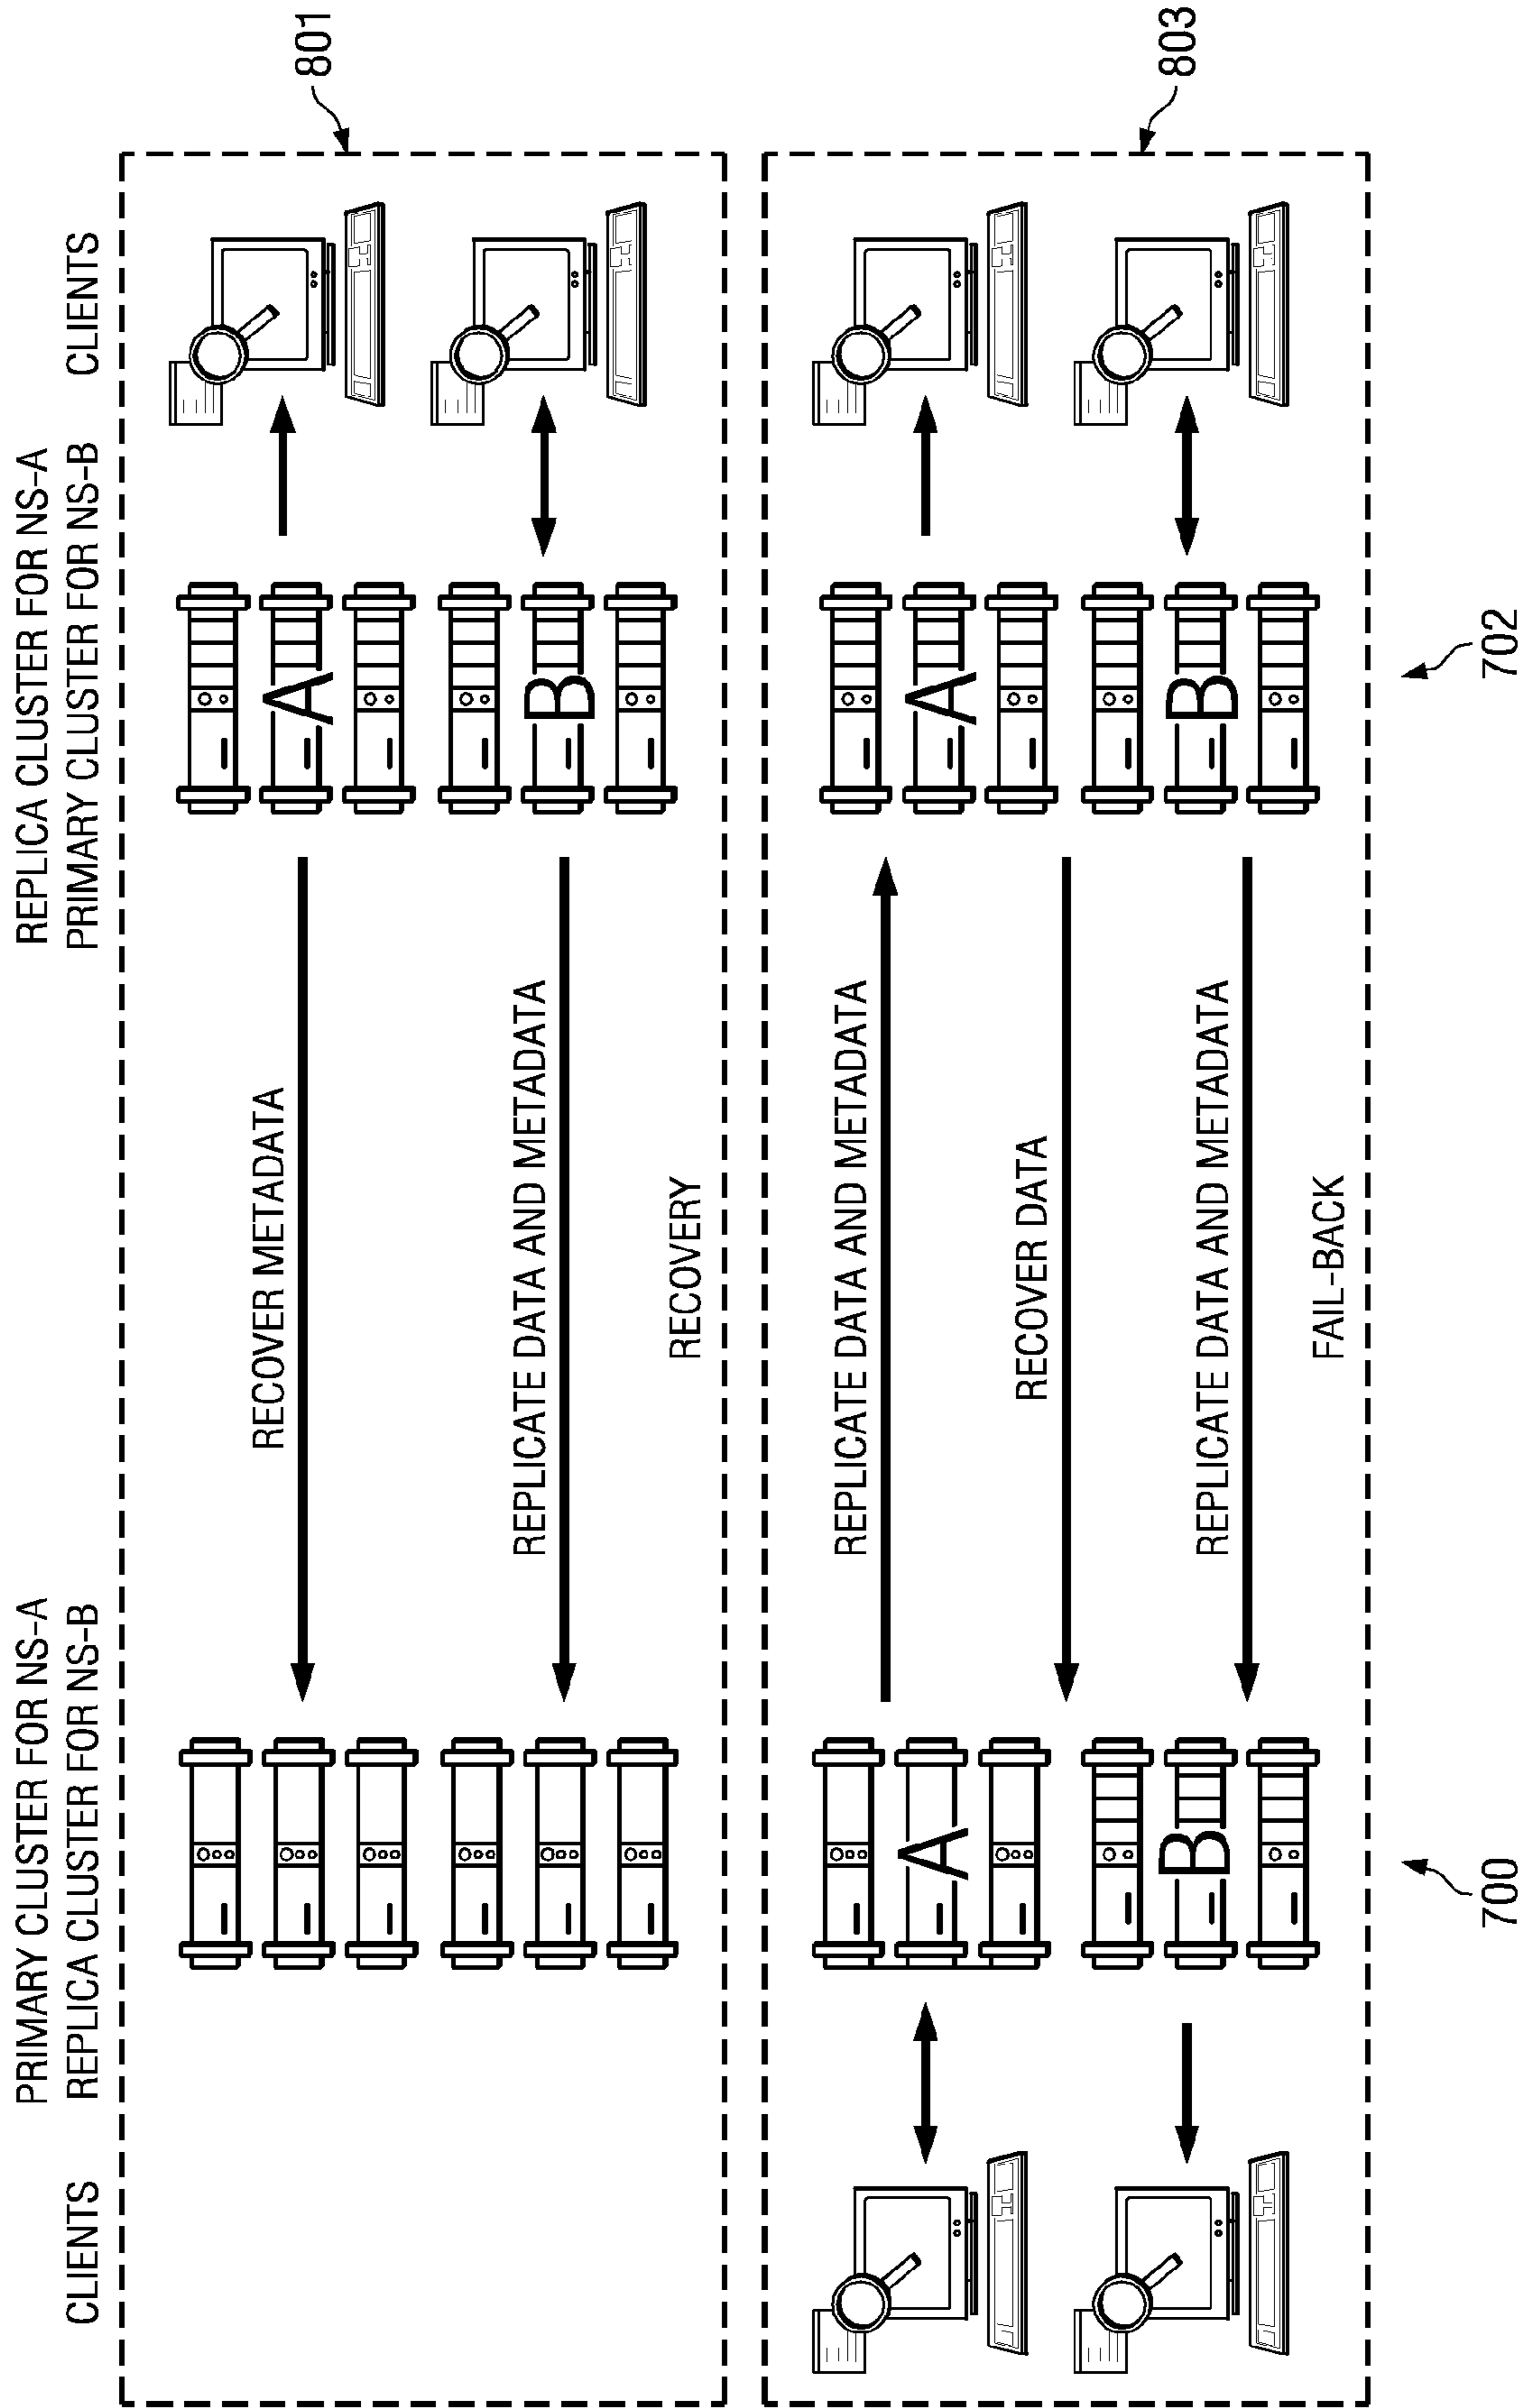 CLIENTS
PRIMARY CLUSTER FOR NS-A
REPLICA CLUSTER FOR NS-B
REPLICA CLUSTER FOR NS-A
PRIMARY CLUSTER FOR NS-B
CLIENTS
801
RECOVER METADATA
A
REPLICATE DATA AND METADATA
B
RECOVERY
803
REPLICATE DATA AND METADATA
A
A
RECOVER DATA
REPLICATE DATA AND METADATA
B
B
FAIL-BACK
700
702